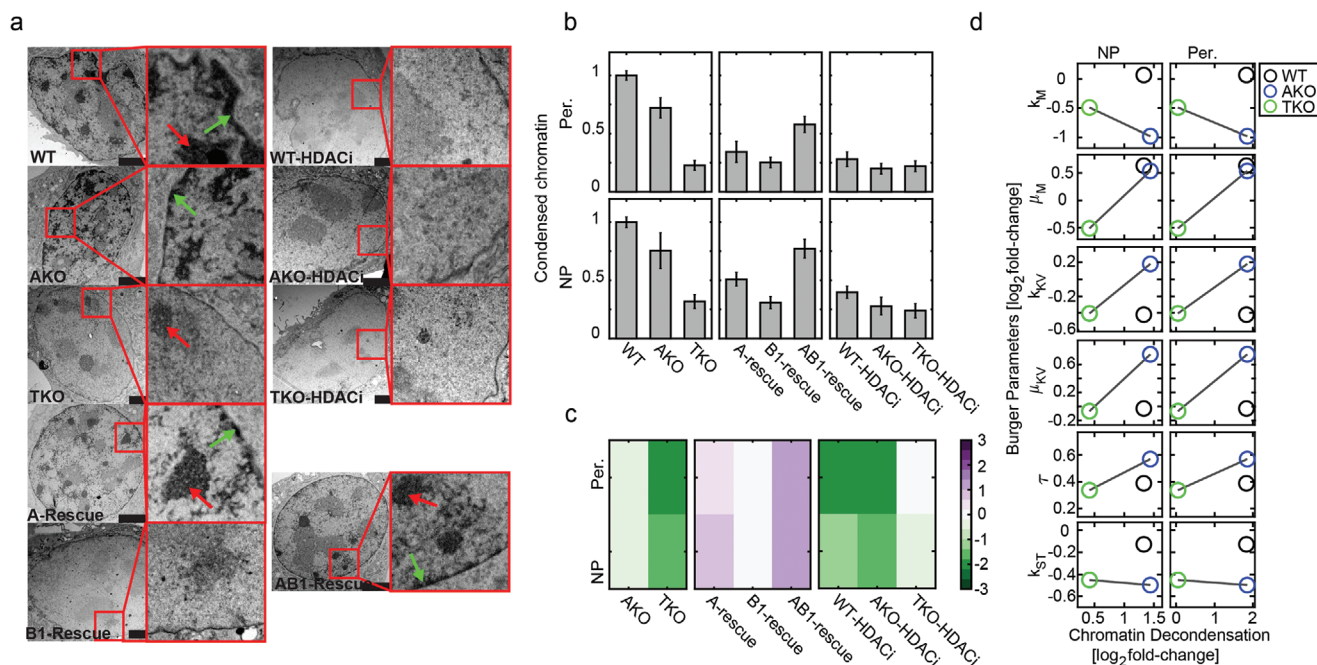 a
WT
WT-HDACi
AKO
AKO-HDACi
TKO
TKO-HDACi
A-Rescue
B1-Rescue
AB1-Rescue
b
Condensed chromatin
Per.
1
0.5
0
NP
1
0.5
0
WT
AKO
TKO
A-rescue
B1-rescue
AB1-rescue
WT-HDACi
AKO-HDACi
TKO-HDACi
c
Per.
NP
AKO
TKO
A-rescue
B1-rescue
AB1-rescue
WT-HDACi
AKO-HDACi
TKO-HDACi
3
2
1
0
-1
-2
-3
d
NP
Per.
WT
AKO
TKO
Burger Parameters [log2 fold-change]
kM
0
-0.5
-1
μM
0.5
-0.5
kKV
0.2
-0.2
-0.6
μKV
0.6
0.2
-0.2
τ
0.6
0.4
0.2
kST
0
-0.2
-0.4
-0.6
0.5 1 1.5
0 1 2
Chromatin Decondensation
[log2 fold-change]